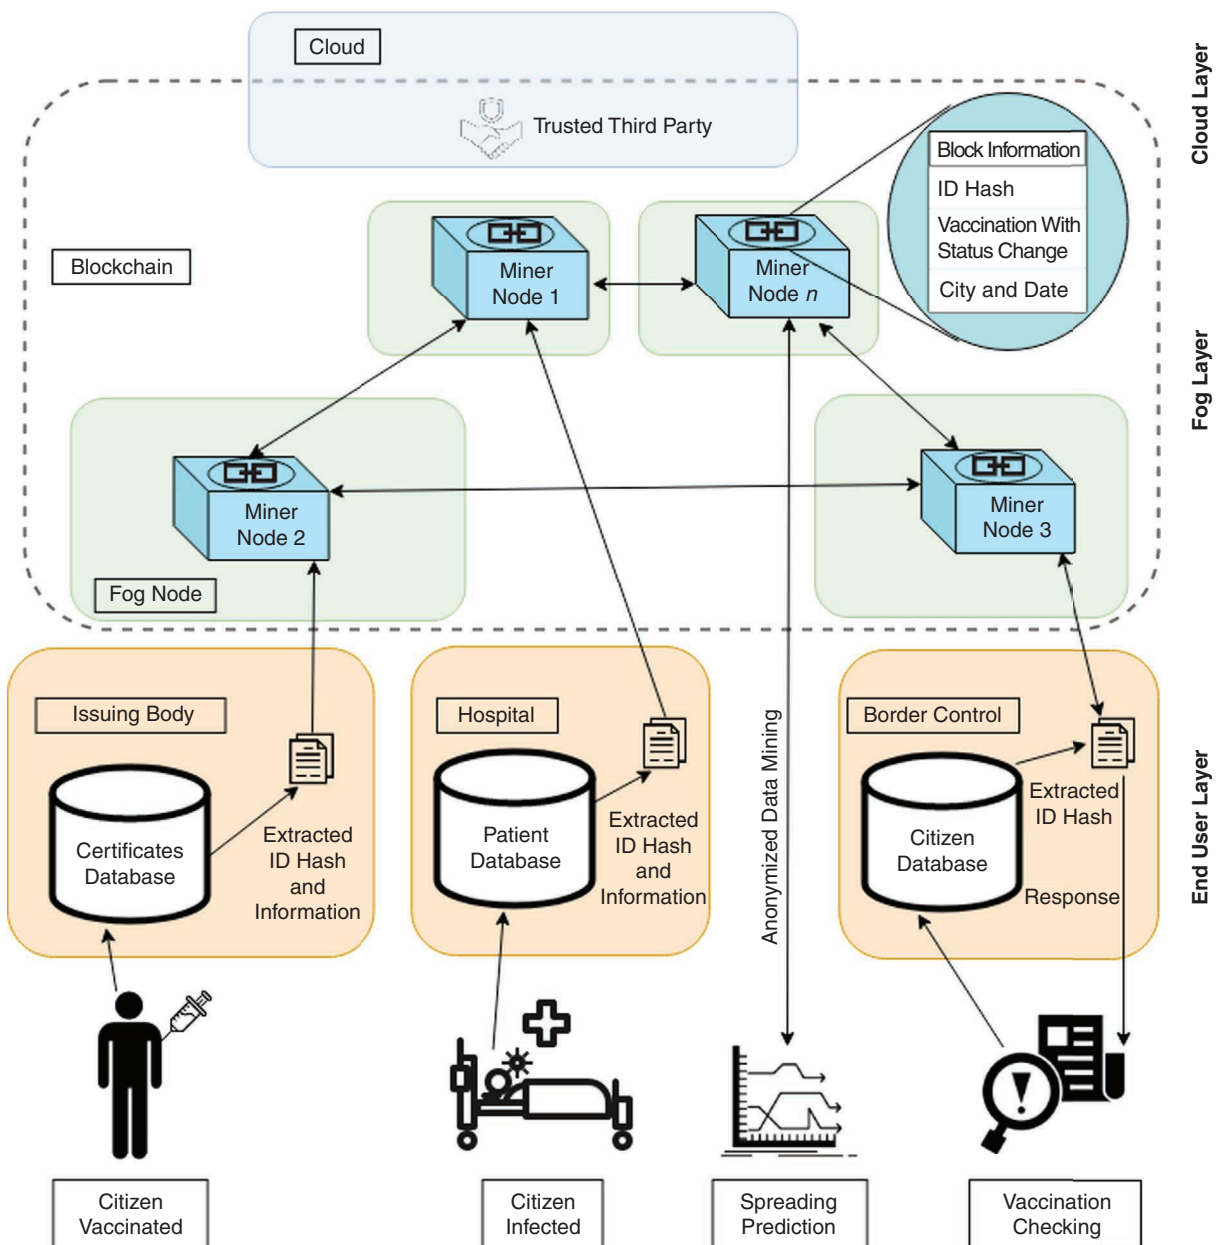 Cloud
Trusted Third Party
Cloud Layer
Block Information
ID Hash
Vaccination With
Status Change
City and Date
Blockchain
Miner
Node 1
Miner
Node n
Fog Layer
Miner
Node 2
Miner
Node 3
Fog Node
Issuing Body
Certificates
Database
Extracted
ID Hash
and
Information
Hospital
Patient
Database
Extracted
ID Hash
and
Information
Anonymized Data Mining
Border Control
Citizen
Database
Extracted
ID Hash
Response
End User Layer
Citizen
Vaccinated
Citizen
Infected
Spreading
Prediction
Vaccination
Checking